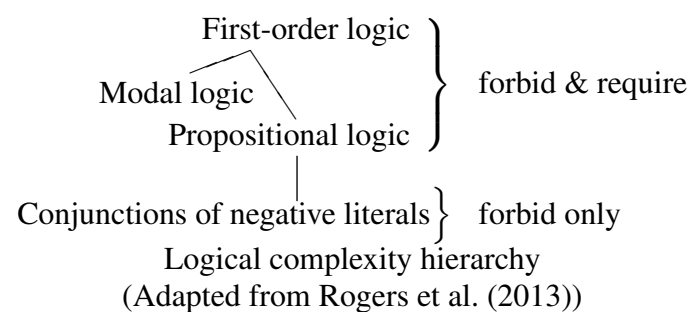 First-order logic
forbid & require
Modal logic
Propositional logic
Conjunctions of negative literals
forbid only
Logical complexity hierarchy
(Adapted from Rogers et al. (2013))